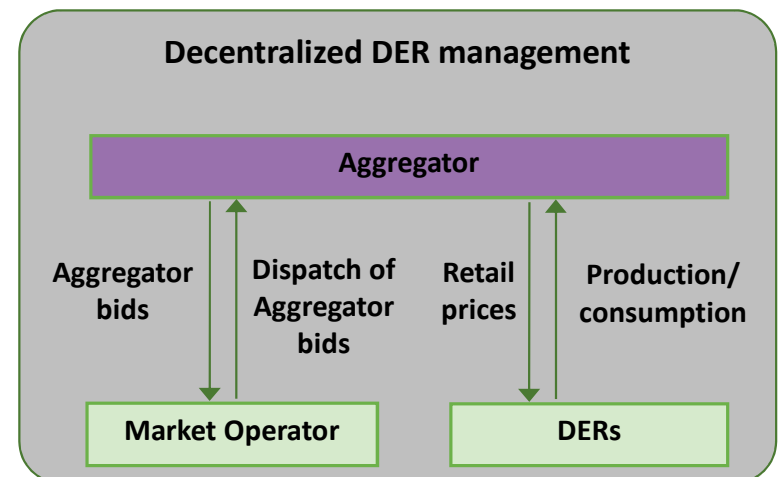 Decentralized DER management
Aggregator
Aggregator
bids
Dispatch of
Aggregator
bids
Retail
prices
Production/
consumption
Market Operator
DERs